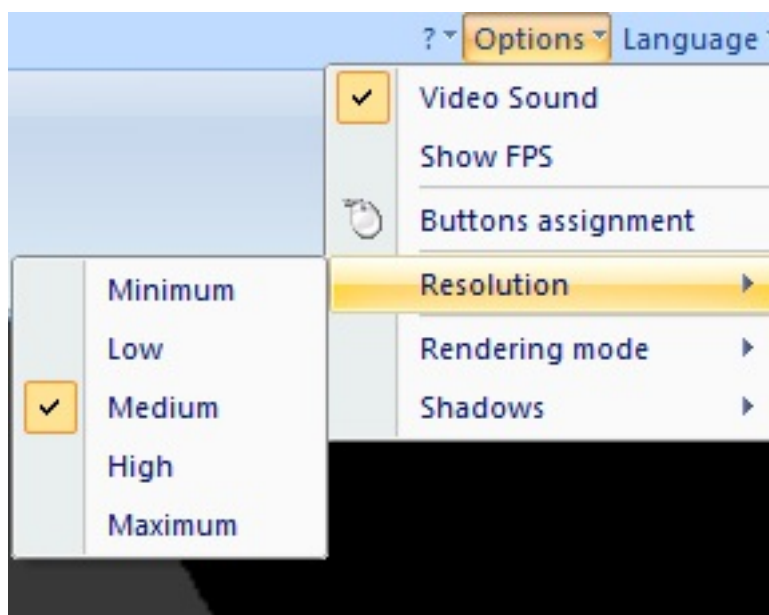 ? Options Language
Video Sound
Show FPS
Buttons assignment
Resolution
Rendering mode
Shadows
Minimum
Low
Medium
High
Maximum